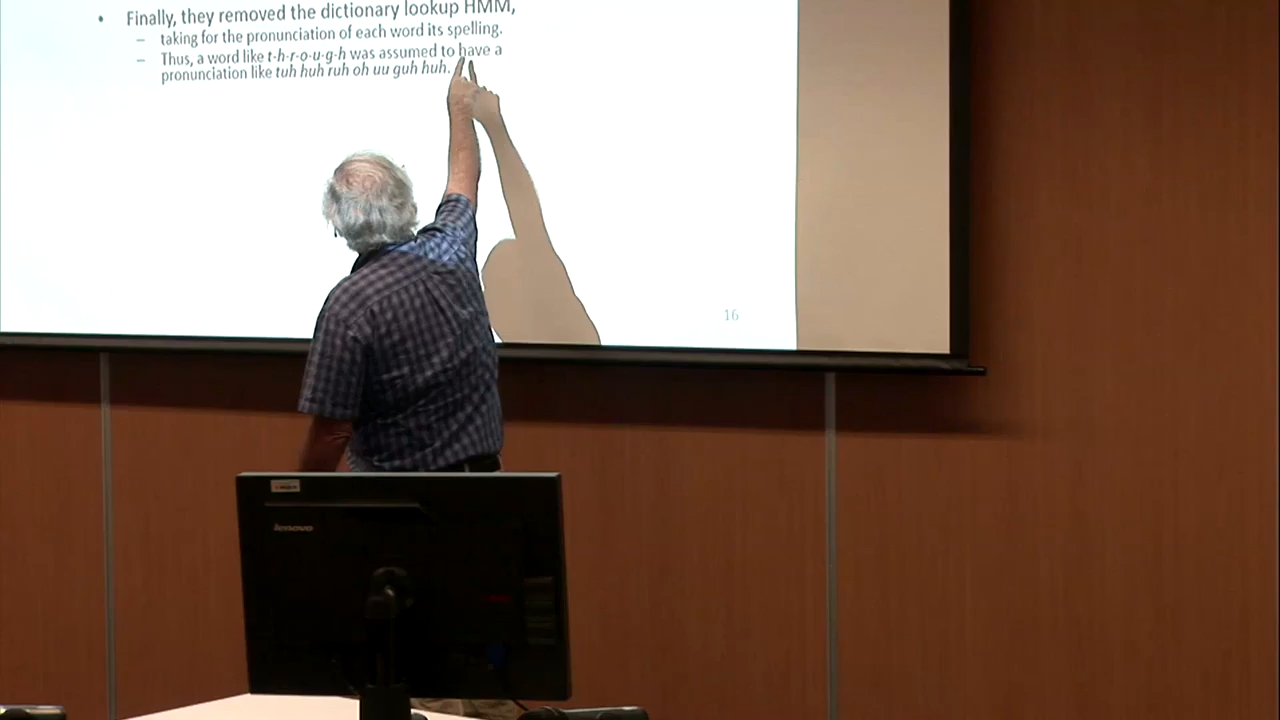 • Finally, they removed the dictionary lookup HMM,
– taking for the pronunciation of each word its spelling.
– Thus, a word like t-h-r-o-u-g-h was assumed to have a
pronunciation like tuh huh ruh oh uu guh huh.
16
lenovo